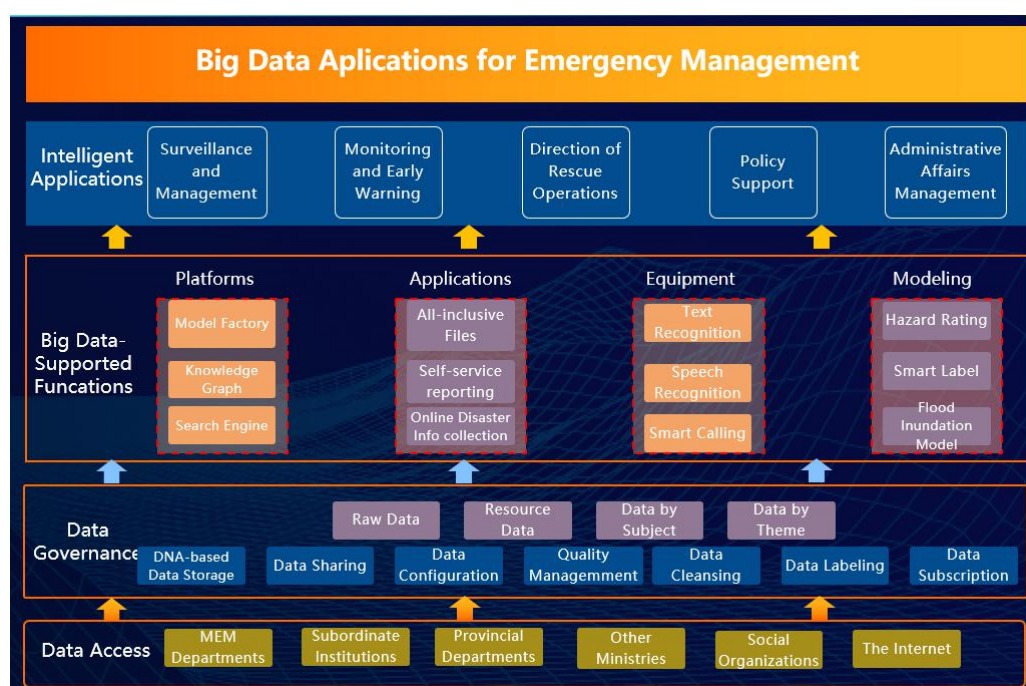 Big Data Aplications for Emergency Management
Intelligent
Applications
Surveillance
and
Management
Monitoring
and Early
Warning
Direction of
Rescue
Operations
Policy
Support
Administrative
Affairs
Management
Big Data-
Supported
Funcations
Platforms
Model Factory
Knowledge
Graph
Search Engine
Applications
All-inclusive
Files
Self-service
reporting
Online Disaster
Info collection
Equipment
Text
Recognition
Speech
Recognition
Smart Calling
Modeling
Hazard Rating
Smart Label
Flood
Inundation
Model
Data
Governance
Raw Data
Resource
Data
Data by
Subject
Data by
Theme
DNA-based
Data Storage
Data Sharing
Data
Configuration
Quality
Managemment
Data
Cleansing
Data Labeling
Data
Subscription
Data Access
MEM
Departments
Subordinate
Institutions
Provincial
Departments
Other
Ministries
Social
Organizations
The Internet